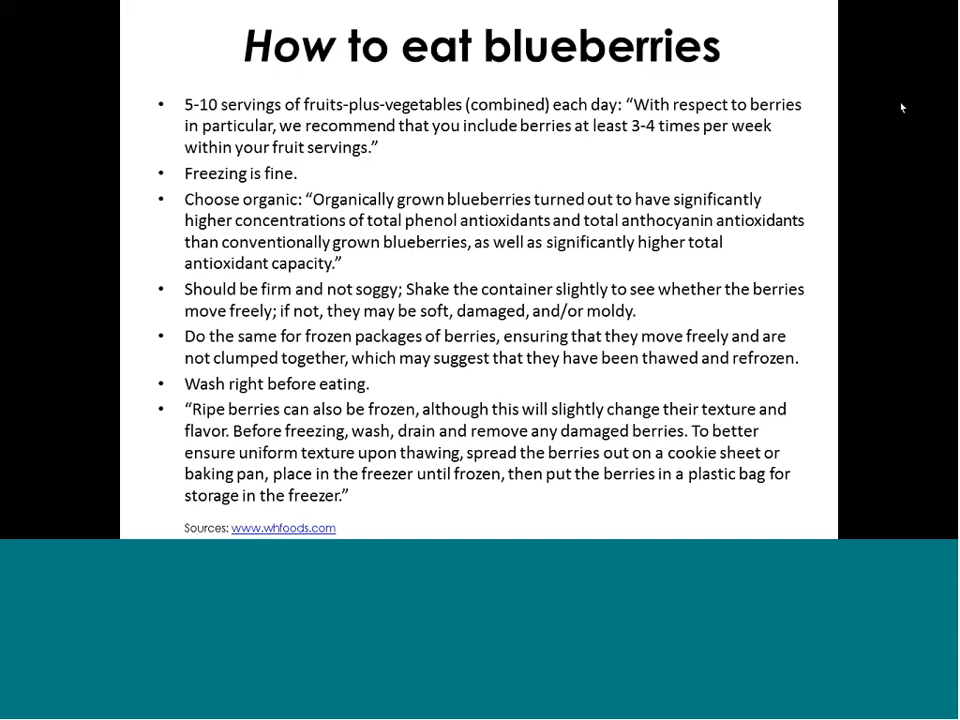 How to eat blueberries
• 5-10 servings of fruits-plus-vegetables (combined) each day: “With respect to berries
in particular, we recommend that you include berries at least 3-4 times per week
within your fruit servings.”
• Freezing is fine.
• Choose organic: “Organically grown blueberries turned out to have significantly
higher concentrations of total phenol antioxidants and total anthocyanin antioxidants
than conventionally grown blueberries, as well as significantly higher total
antioxidant capacity.”
• Should be firm and not soggy; Shake the container slightly to see whether the berries
move freely; if not, they may be soft, damaged, and/or moldy.
• Do the same for frozen packages of berries, ensuring that they move freely and are
not clumped together, which may suggest that they have been thawed and refrozen.
• Wash right before eating.
• “Ripe berries can also be frozen, although this will slightly change their texture and
flavor. Before freezing, wash, drain and remove any damaged berries. To better
ensure uniform texture upon thawing, spread the berries out on a cookie sheet or
baking pan, place in the freezer until frozen, then put the berries in a plastic bag for
storage in the freezer.”
Sources: www.whfoods.com